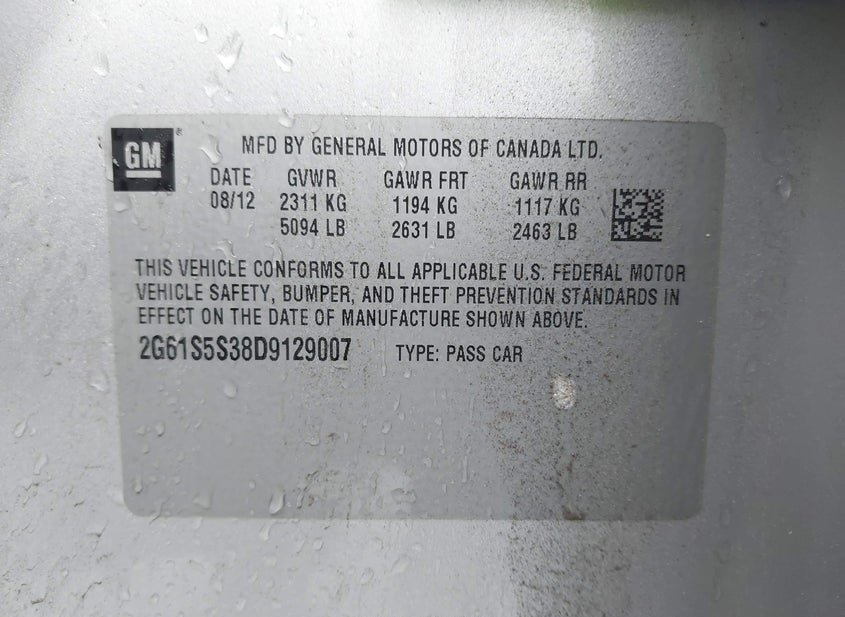 GM ®
MFD BY GENERAL MOTORS OF CANADA LTD.
DATE GVWR GAWR FRT GAWR RR
08/12 2311 KG 1194 KG 1117 KG
5094 LB 2631 LB 2463 LB
THIS VEHICLE CONFORMS TO ALL APPLICABLE U.S. FEDERAL MOTOR
VEHICLE SAFETY, BUMPER, AND THEFT PREVENTION STANDARDS IN
EFFECT ON THE DATE OF MANUFACTURE SHOWN ABOVE.
2G61S5S38D9129007 TYPE: PASS CAR